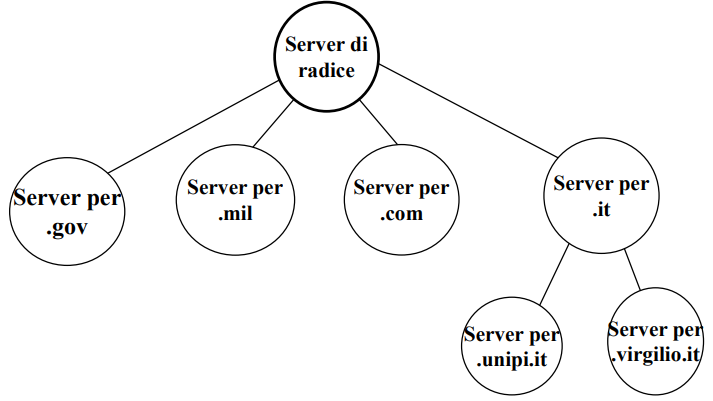 Server di
radice
Server per
.gov
Server per
.mil
Server per
.com
Server per
.it
Server per
.unipi.it
Server per
.virgilio.it